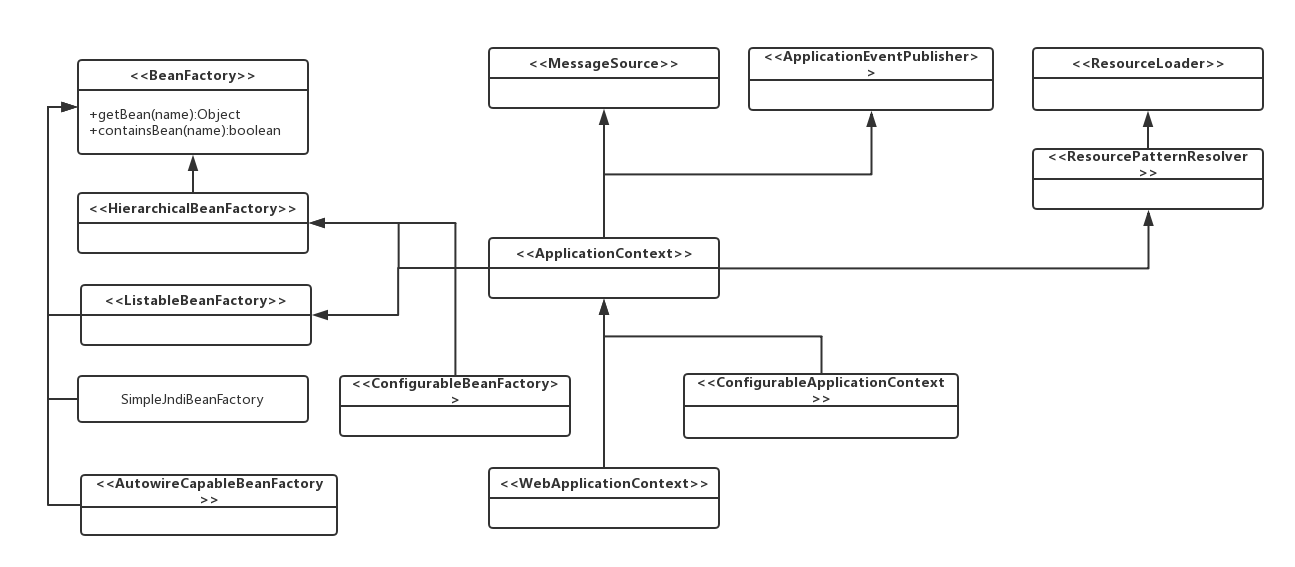 <<BeanFactory>>
+getBean(name):Object
+containsBean(name):boolean
<<HierarchicalBeanFactory>>
<<ListableBeanFactory>>
SimpleJndiBeanFactory
<<AutowireCapableBeanFactory
>>
<<MessageSource>>
<<ApplicationEventPublisher>
>
<<ResourceLoader>>
<<ResourcePatternResolver
>>
<<ApplicationContext>>
<<ConfigurableBeanFactory>
>
<<ConfigurableApplicationContext
>>
<<WebApplicationContext>>